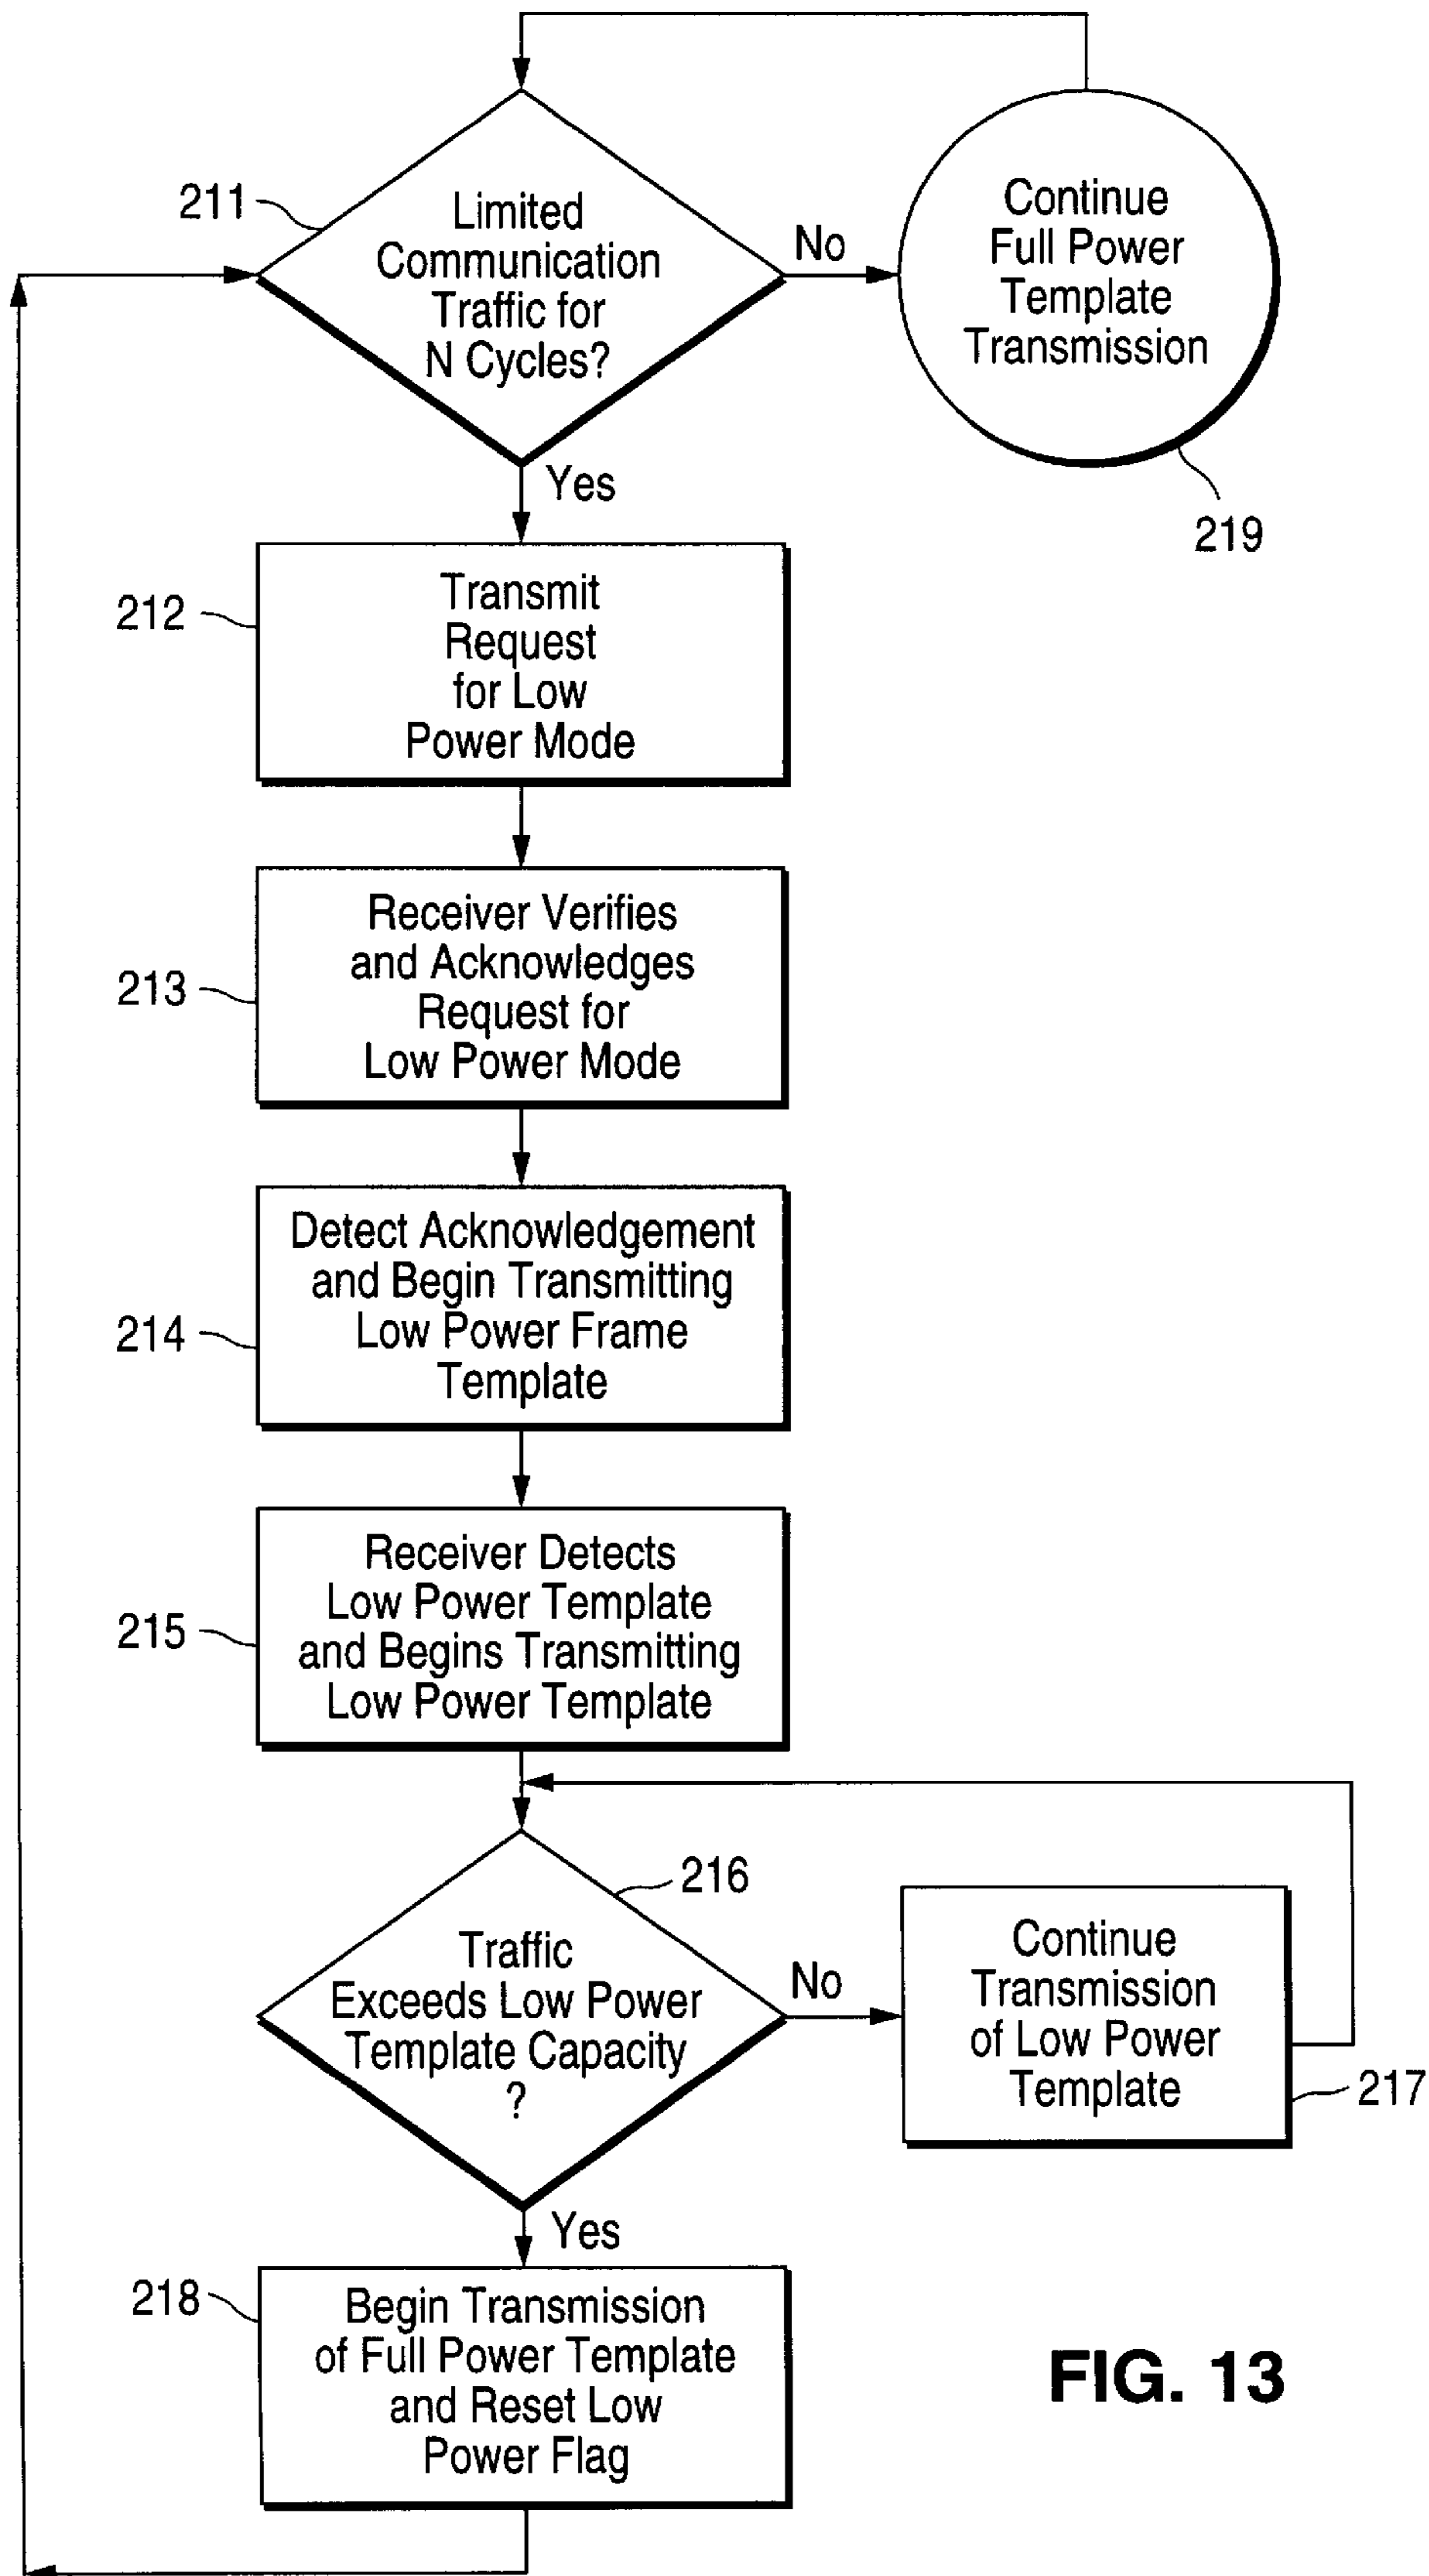 211
Limited
Communication
Traffic for
N Cycles?
No
Continue
Full Power
Template
Transmission
219
Yes
212
Transmit
Request
for Low
Power Mode
213
Receiver Verifies
and Acknowledges
Request for
Low Power Mode
214
Detect Acknowledgement
and Begin Transmitting
Low Power Frame
Template
215
Receiver Detects
Low Power Template
and Begins Transmitting
Low Power Template
216
Traffic
Exceeds Low Power
Template Capacity
?
No
Continue
Transmission
of Low Power
Template
217
Yes
218
Begin Transmission
of Full Power Template
and Reset Low
Power Flag
FIG. 13